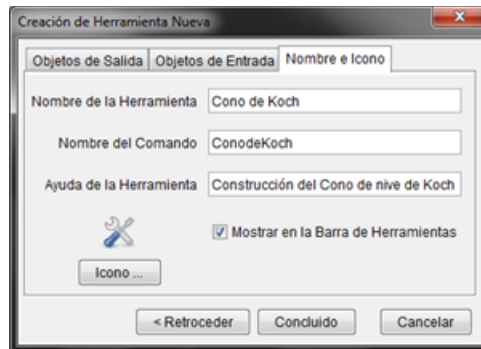 Creación de Herramienta Nueva
Objetos de Salida Objetos de Entrada Nombre e Icono
Nombre de la Herramienta Cono de Koch
Nombre del Comando ConodeKoch
Ayuda de la Herramienta Construcción del Cono de nive de Koch
Mostrar en la Barra de Herramientas
Icono ...
< Retroceder Concluido Cancelar